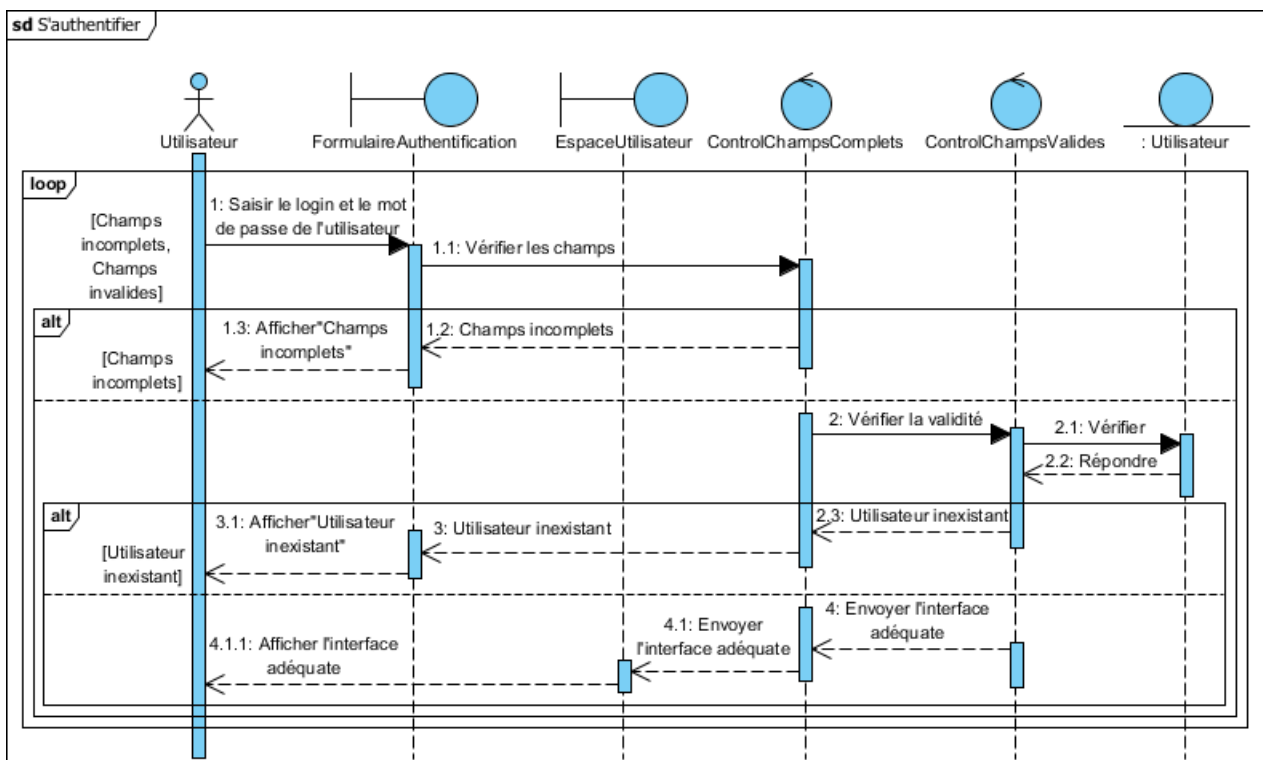 sd S'authentifier
Utilisateur
FormulaireAuthentification
EspaceUtilisateur
ControlChampsComplets
ControlChampsValides
: Utilisateur
loop
[Champs
incomplets,
Champs
invalides]
1: Saisir le login et le mot
de passe de l'utilisateur
1.1: Vérifier les champs
alt
[Champs
incomplets]
1.3: Afficher"Champs
incomplets"
1.2: Champs incomplets
2: Vérifier la validité
2.1: Vérifier
2.2: Répondre
alt
[Utilisateur
inexistant]
3.1: Afficher"Utilisateur
inexistant"
3: Utilisateur inexistant
2.3: Utilisateur inexistant
4: Envoyer l'interface
adéquate
4.1: Envoyer
l'interface adéquate
4.1.1: Afficher l'interface
adéquate